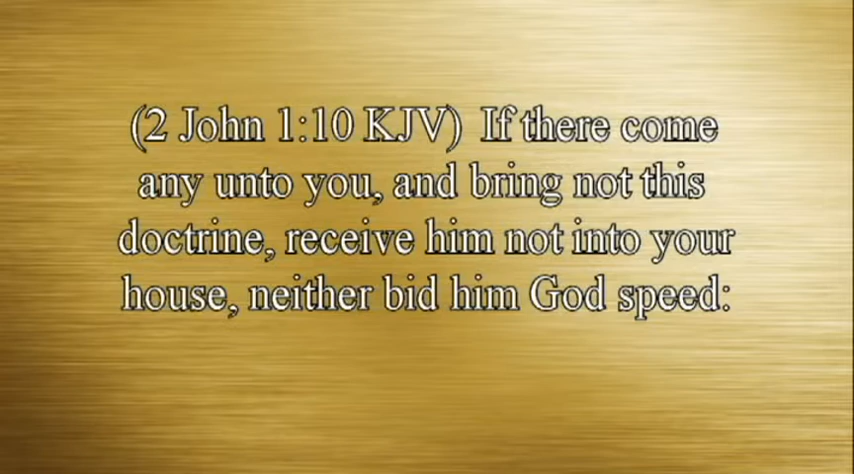 (2 John 1:10 KJV)  If there come
any unto you, and bring not this
doctrine, receive him not into your
house, neither bid him God speed: